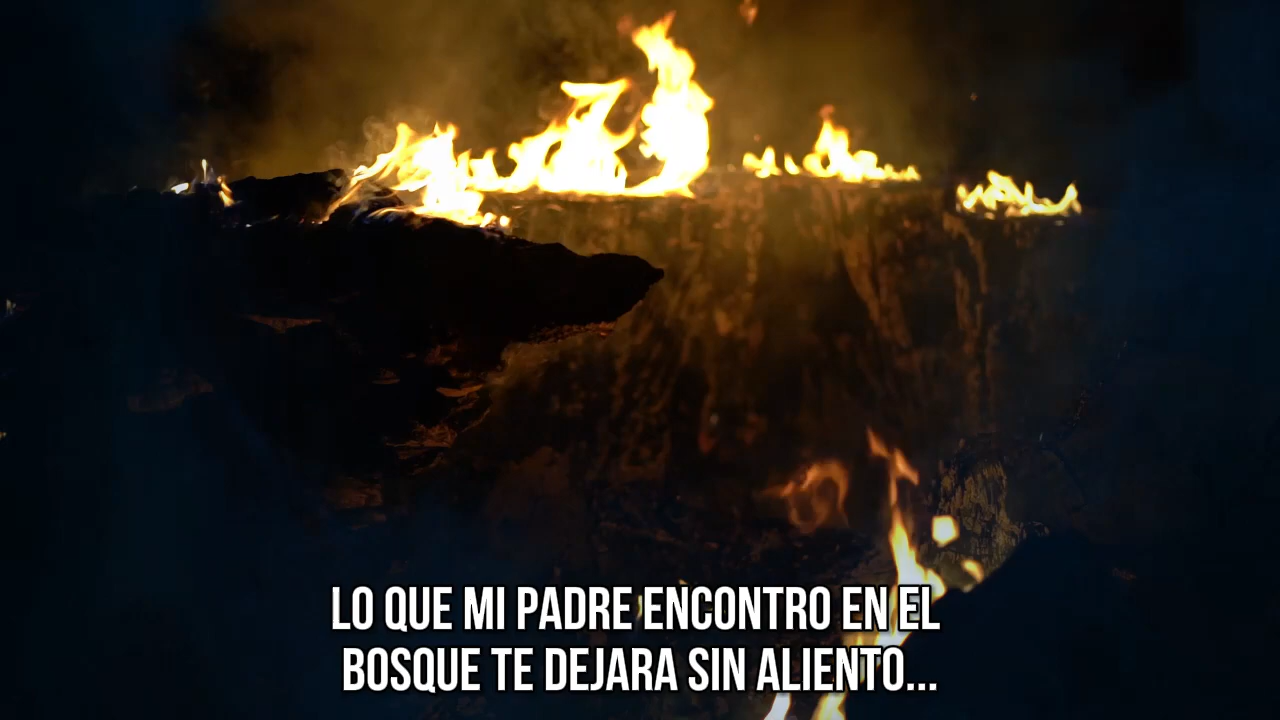 LO QUE MI PADRE ENCONTRO EN EL
BOSQUE TE DEJARA SIN ALIENTO...